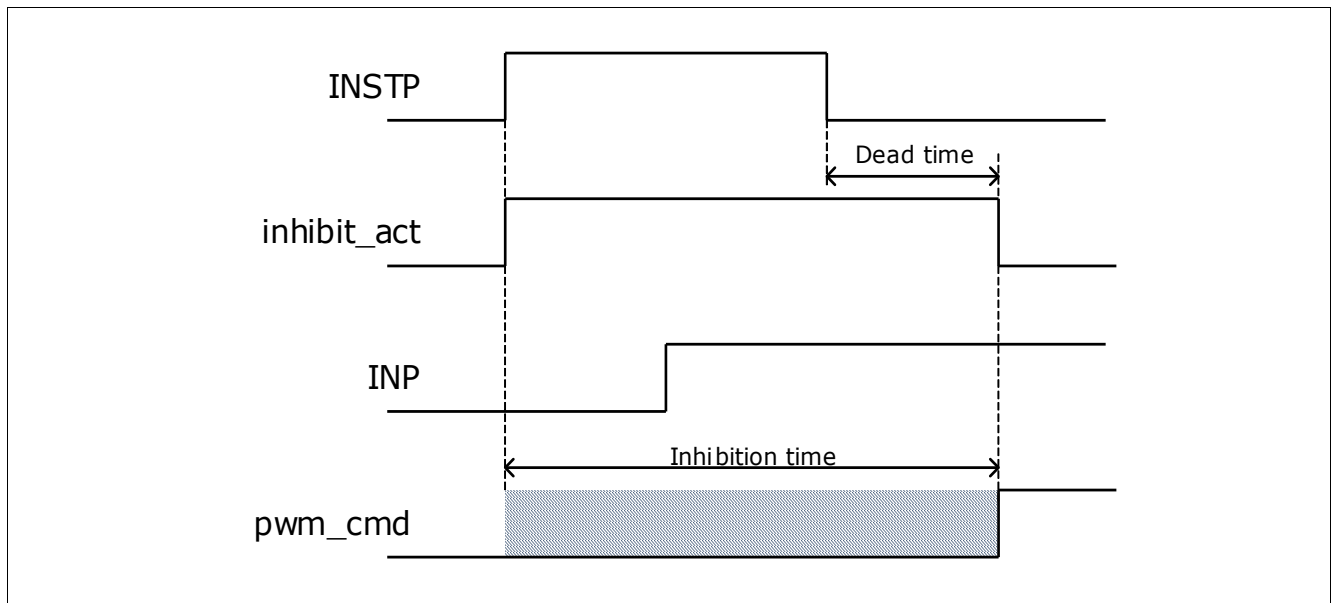 INSTP
Dead time
inhibit_act
INP
Inhibition time
pwm_cmd